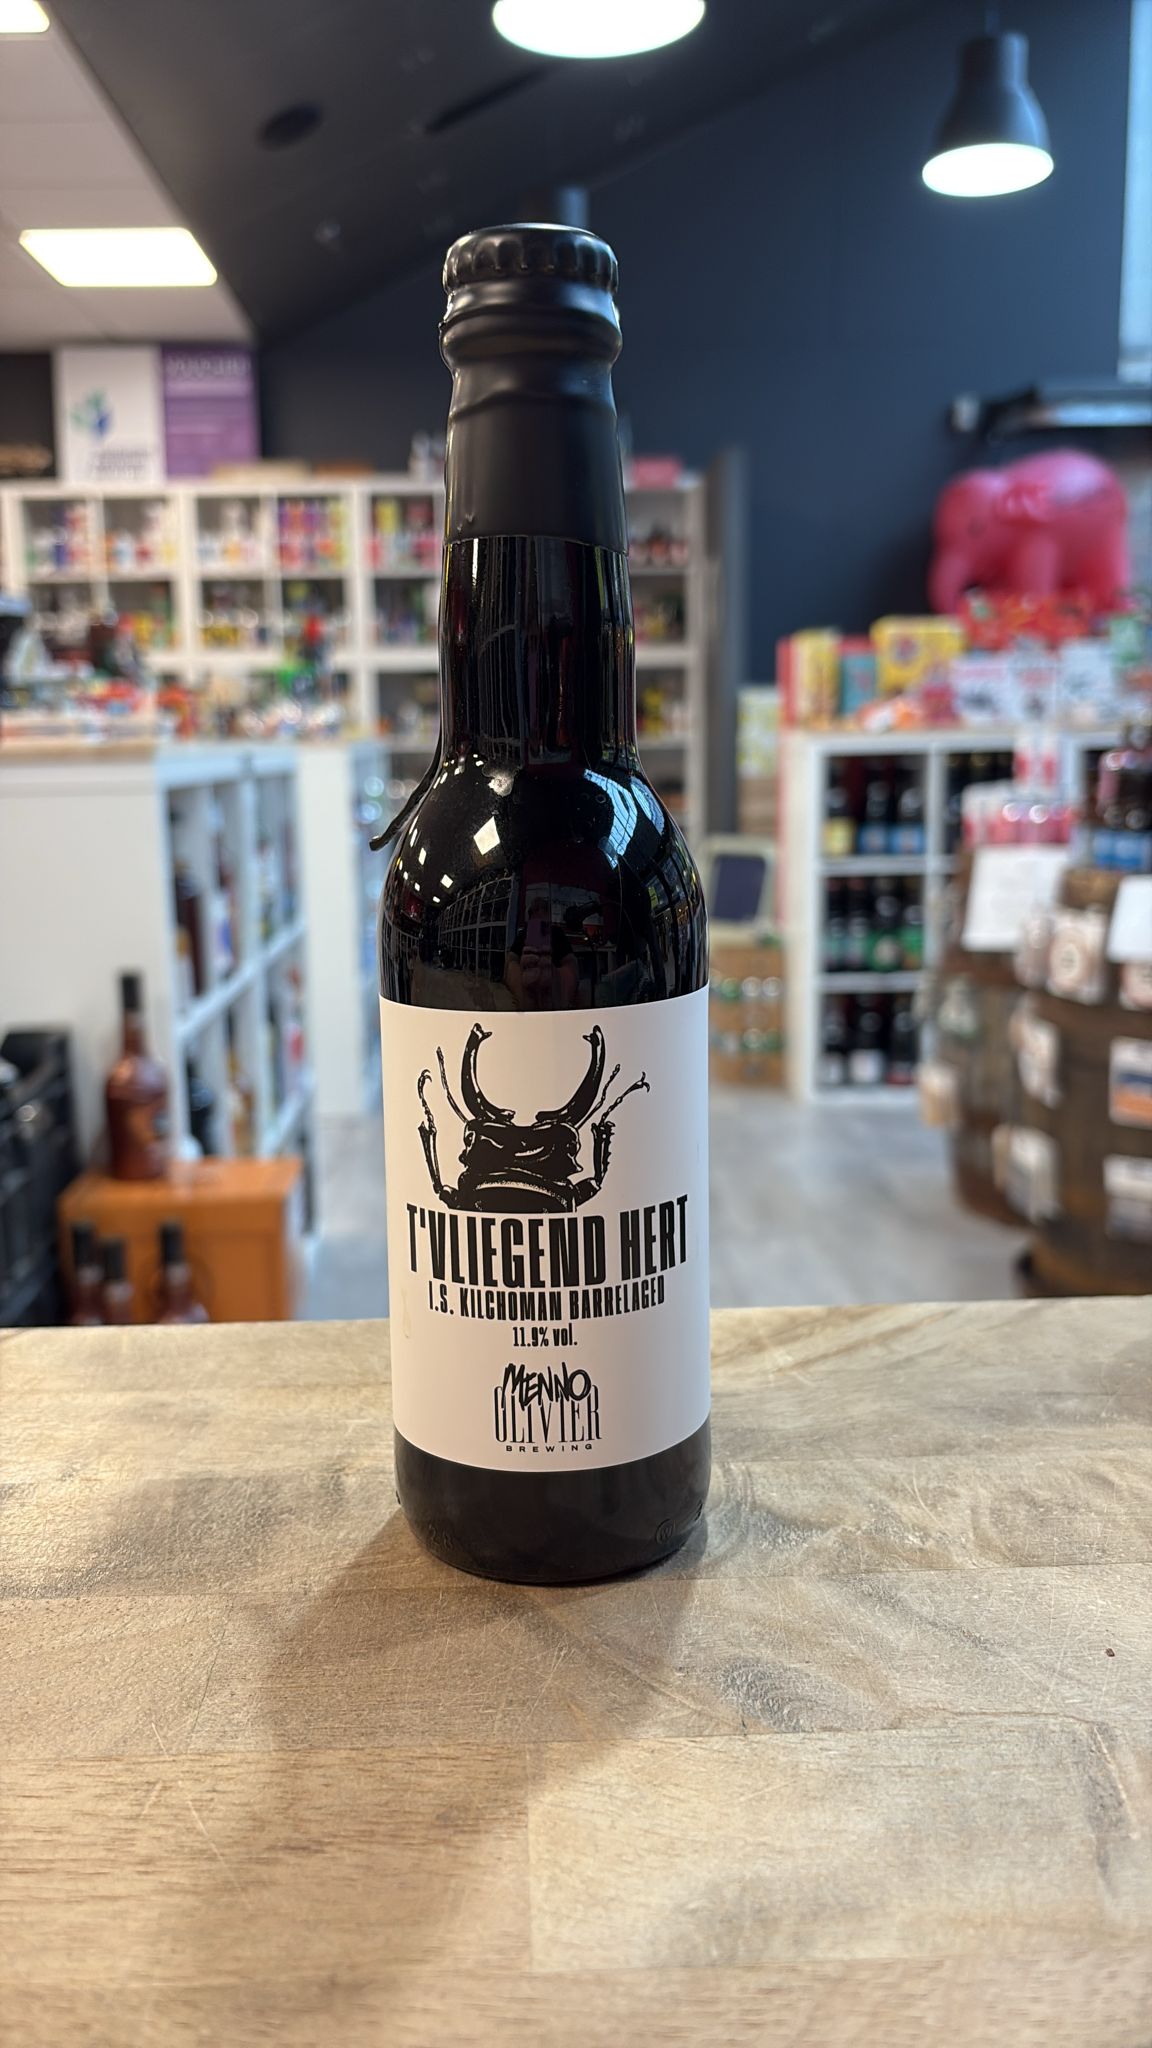 T'VLIEGEND HERT
I.S. KILCHOMAN BARRELAGED
11.9% vol.
MENNO
OLIVIER
BREWING